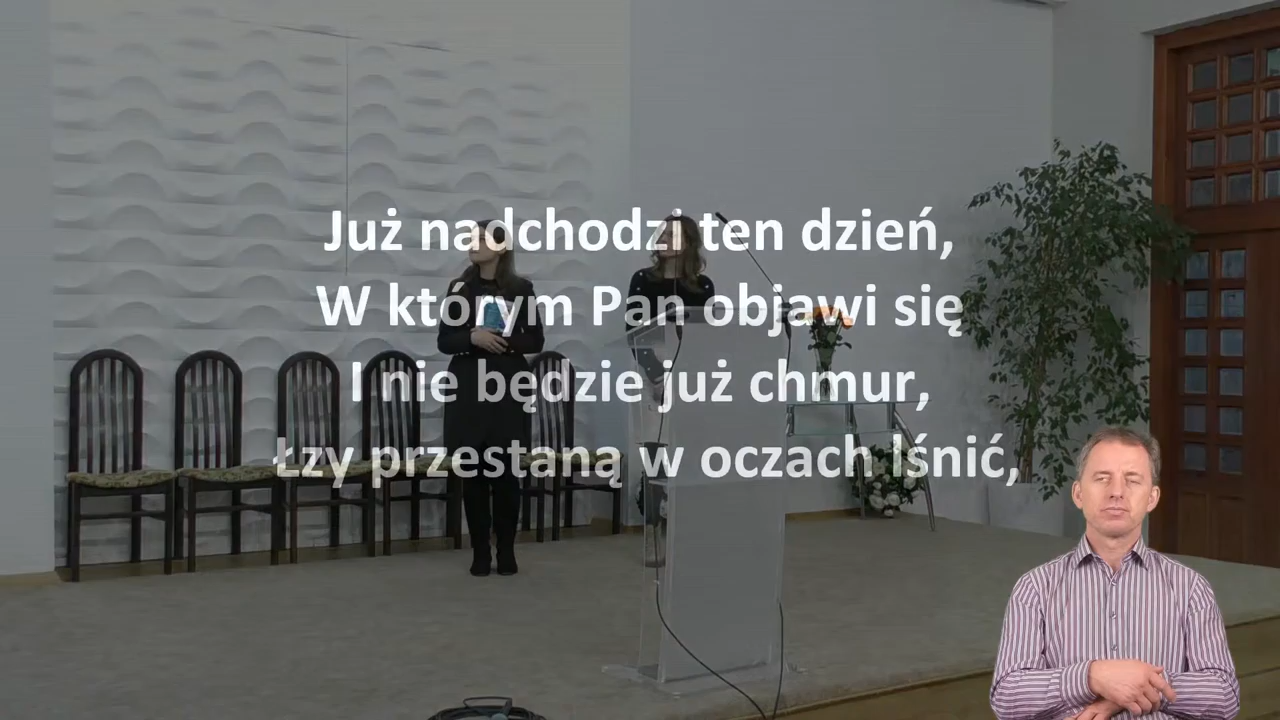 Już nadchodzi ten dzień,
W którym Pan objawi się
I nie będzie już chmur,
Łzy przestaną w oczach lśnić,